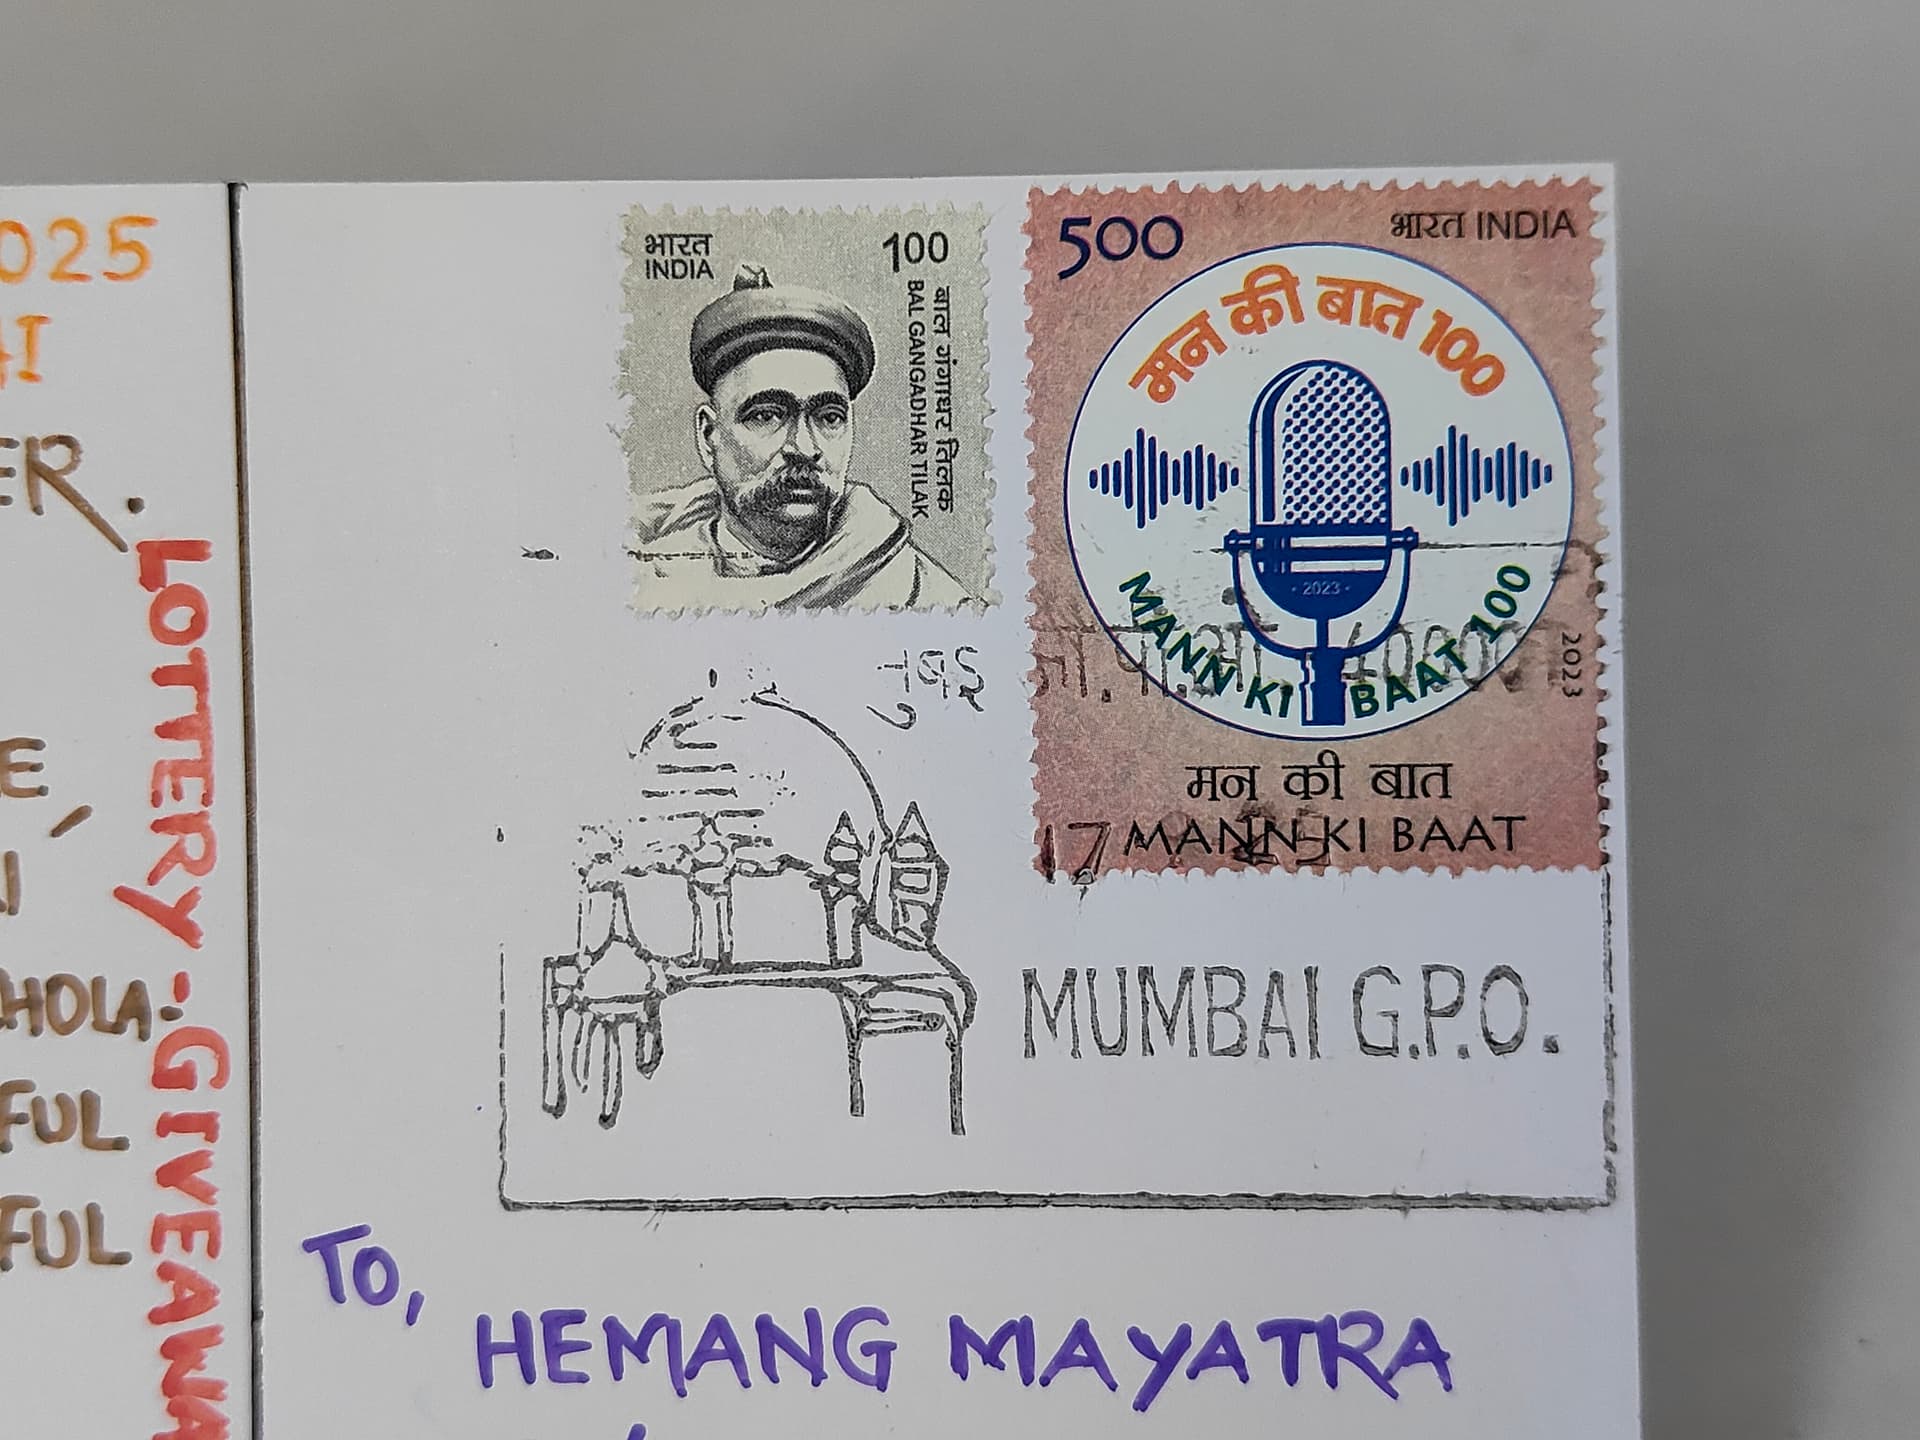 025
I
ER.
E,
I
HOLA
FUL
FUL
LOTTERY-GIVEAWA
भारत
INDIA
100
बाल गंगाधर तिलक
BAL GANGADHAR TILAK
500
भारत INDIA
मन की बात 100
2023
MANN KI BAAT 100
2023
मन की बात
MANN KI BAAT
17
MUMBAI G.P.O.
To,
HEMANG MAYATRA